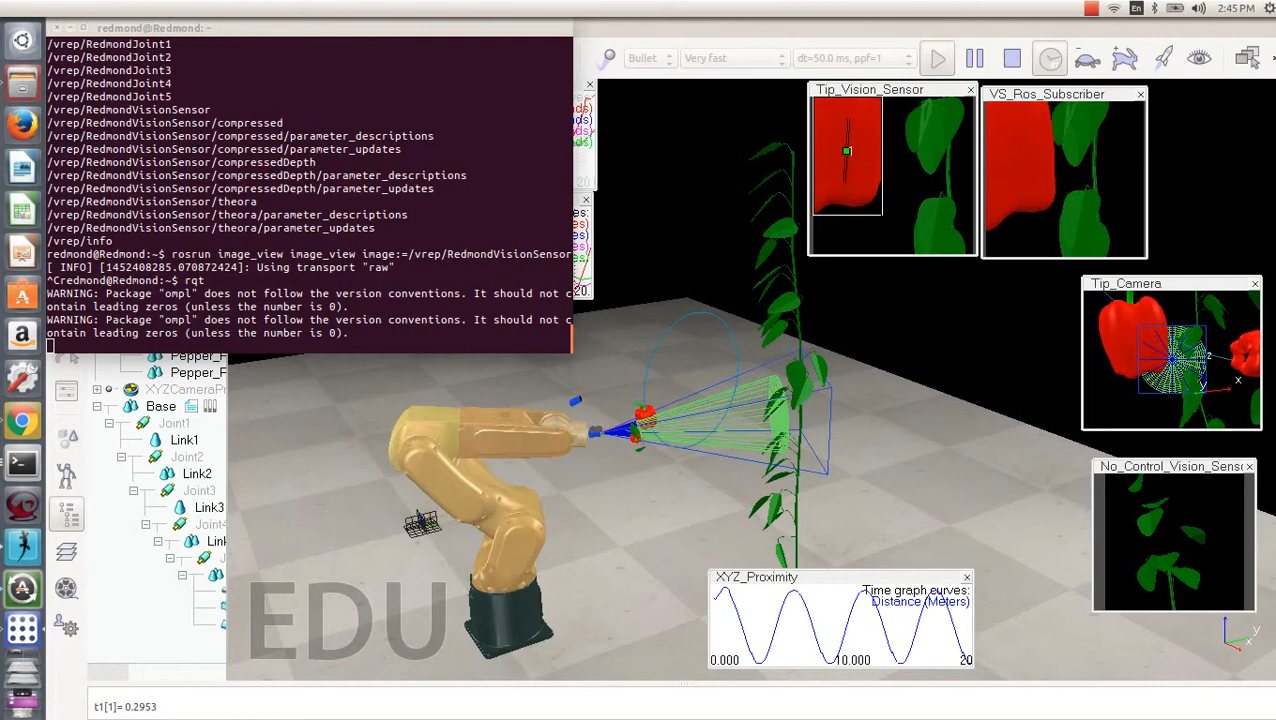 redmond@Redmond: ~
En
2:45 PM
/vrep/RedmondJoint1
/vrep/RedmondJoint2
/vrep/RedmondJoint3
/vrep/RedmondJoint4
/vrep/RedmondJoint5
/vrep/RedmondVisionSensor
/vrep/RedmondVisionSensor/compressed
/vrep/RedmondVisionSensor/compressed/parameter_descriptions
/vrep/RedmondVisionSensor/compressed/parameter_updates
/vrep/RedmondVisionSensor/compressedDepth
/vrep/RedmondVisionSensor/compressedDepth/parameter_descriptions
/vrep/RedmondVisionSensor/compressedDepth/parameter_updates
/vrep/RedmondVisionSensor/theora
/vrep/RedmondVisionSensor/theora/parameter_descriptions
/vrep/RedmondVisionSensor/theora/parameter_updates
/vrep/info
redmond@Redmond:~$ rosrun image_view image_view image:=/vrep/RedmondVisionSensor
[ INFO] [1452408285.070872424]: Using transport "raw"
^Credmond@Redmond:~$ rqt
WARNING: Package "ompl" does not follow the version conventions. It should not c
ontain leading zeros (unless the number is 0).
WARNING: Package "ompl" does not follow the version conventions. It should not c
ontain leading zeros (unless the number is 0).
Bullet
Very fast
dt=50.0 ms, ppf=1
Tip_Vision_Sensor
VS_Ros_Subscriber
Tip_Camera
z
x
No_Control_Vision_Senso
Pepper_F
Pepper_F
XYZCameraPr
Base
Joint1
Link1
Joint2
Link2
Joint3
Link3
Joint4
Link
J
EDU
XYZ_Proximity
Time graph curves:
Distance (Meters)
0.000
10.000
20
y
x
t1[1]= 0.2953